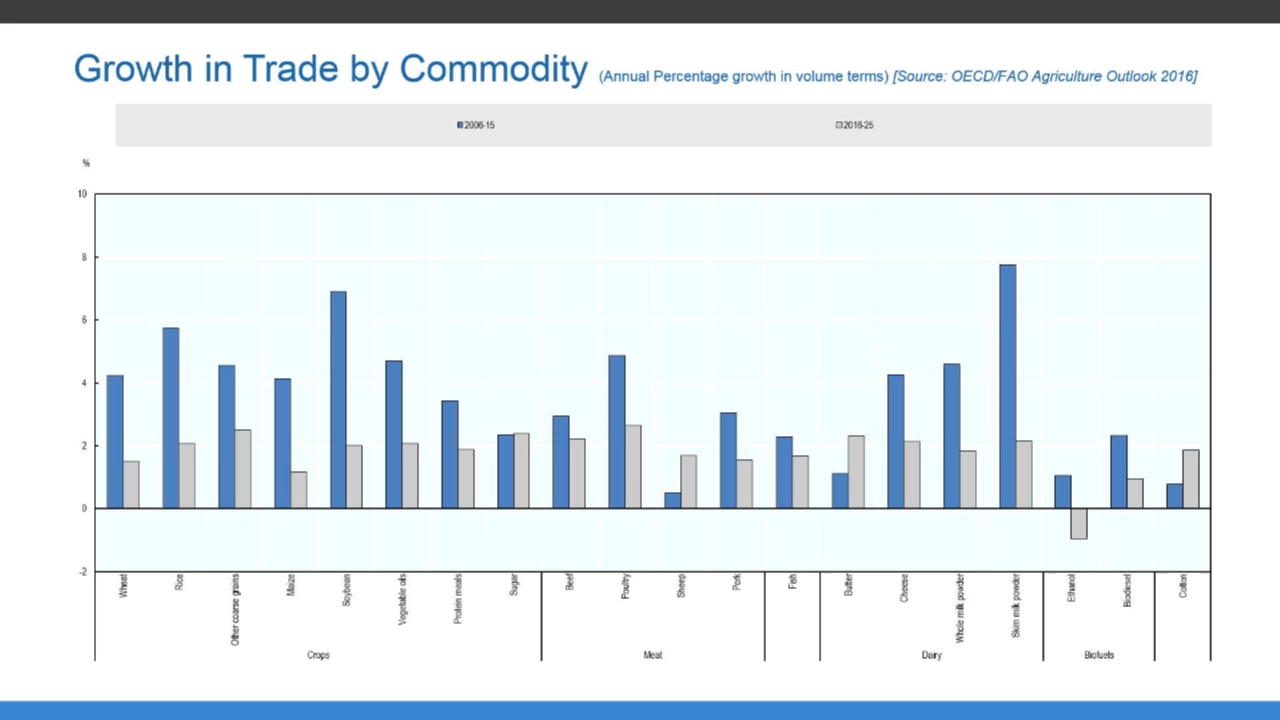 Growth in Trade by Commodity (Annual Percentage growth in volume terms) [Source: OECD/FAO Agriculture Outlook 2016]
2006-15
2016-25
%
10
8
6
4
2
0
-2
Wheat
Rice
Other coarse grains
Maize
Soybean
Vegetable oils
Protein meals
Sugar
Beef
Poultry
Sheep
Pork
Fish
Butter
Cheese
Whole milk powder
Skim milk powder
Ethanol
Biodiesel
Cotton
Crops
Meat
Dairy
Biofuels